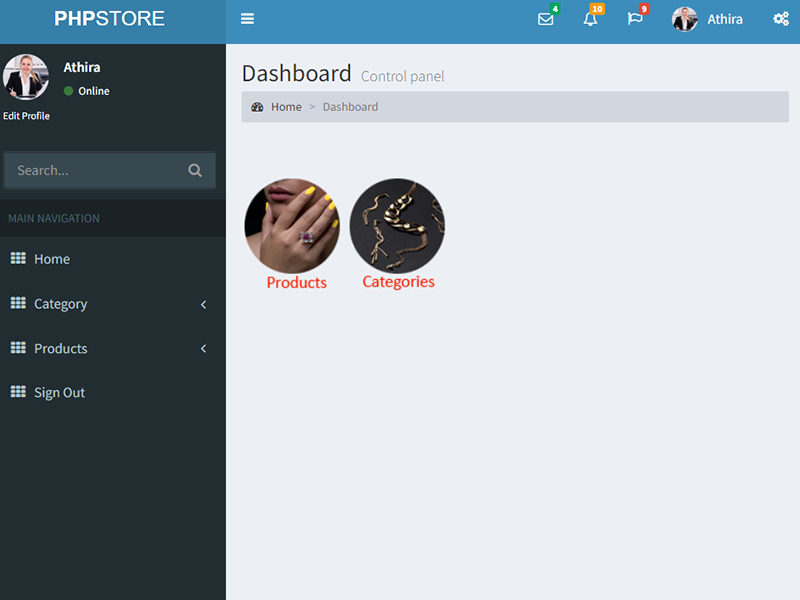 PHPSTORE
4
10
9
Athira
Athira
Online
Edit Profile
Search...
MAIN NAVIGATION
Home
Category
Products
Sign Out
Dashboard Control panel
Home > Dashboard
Products
Categories